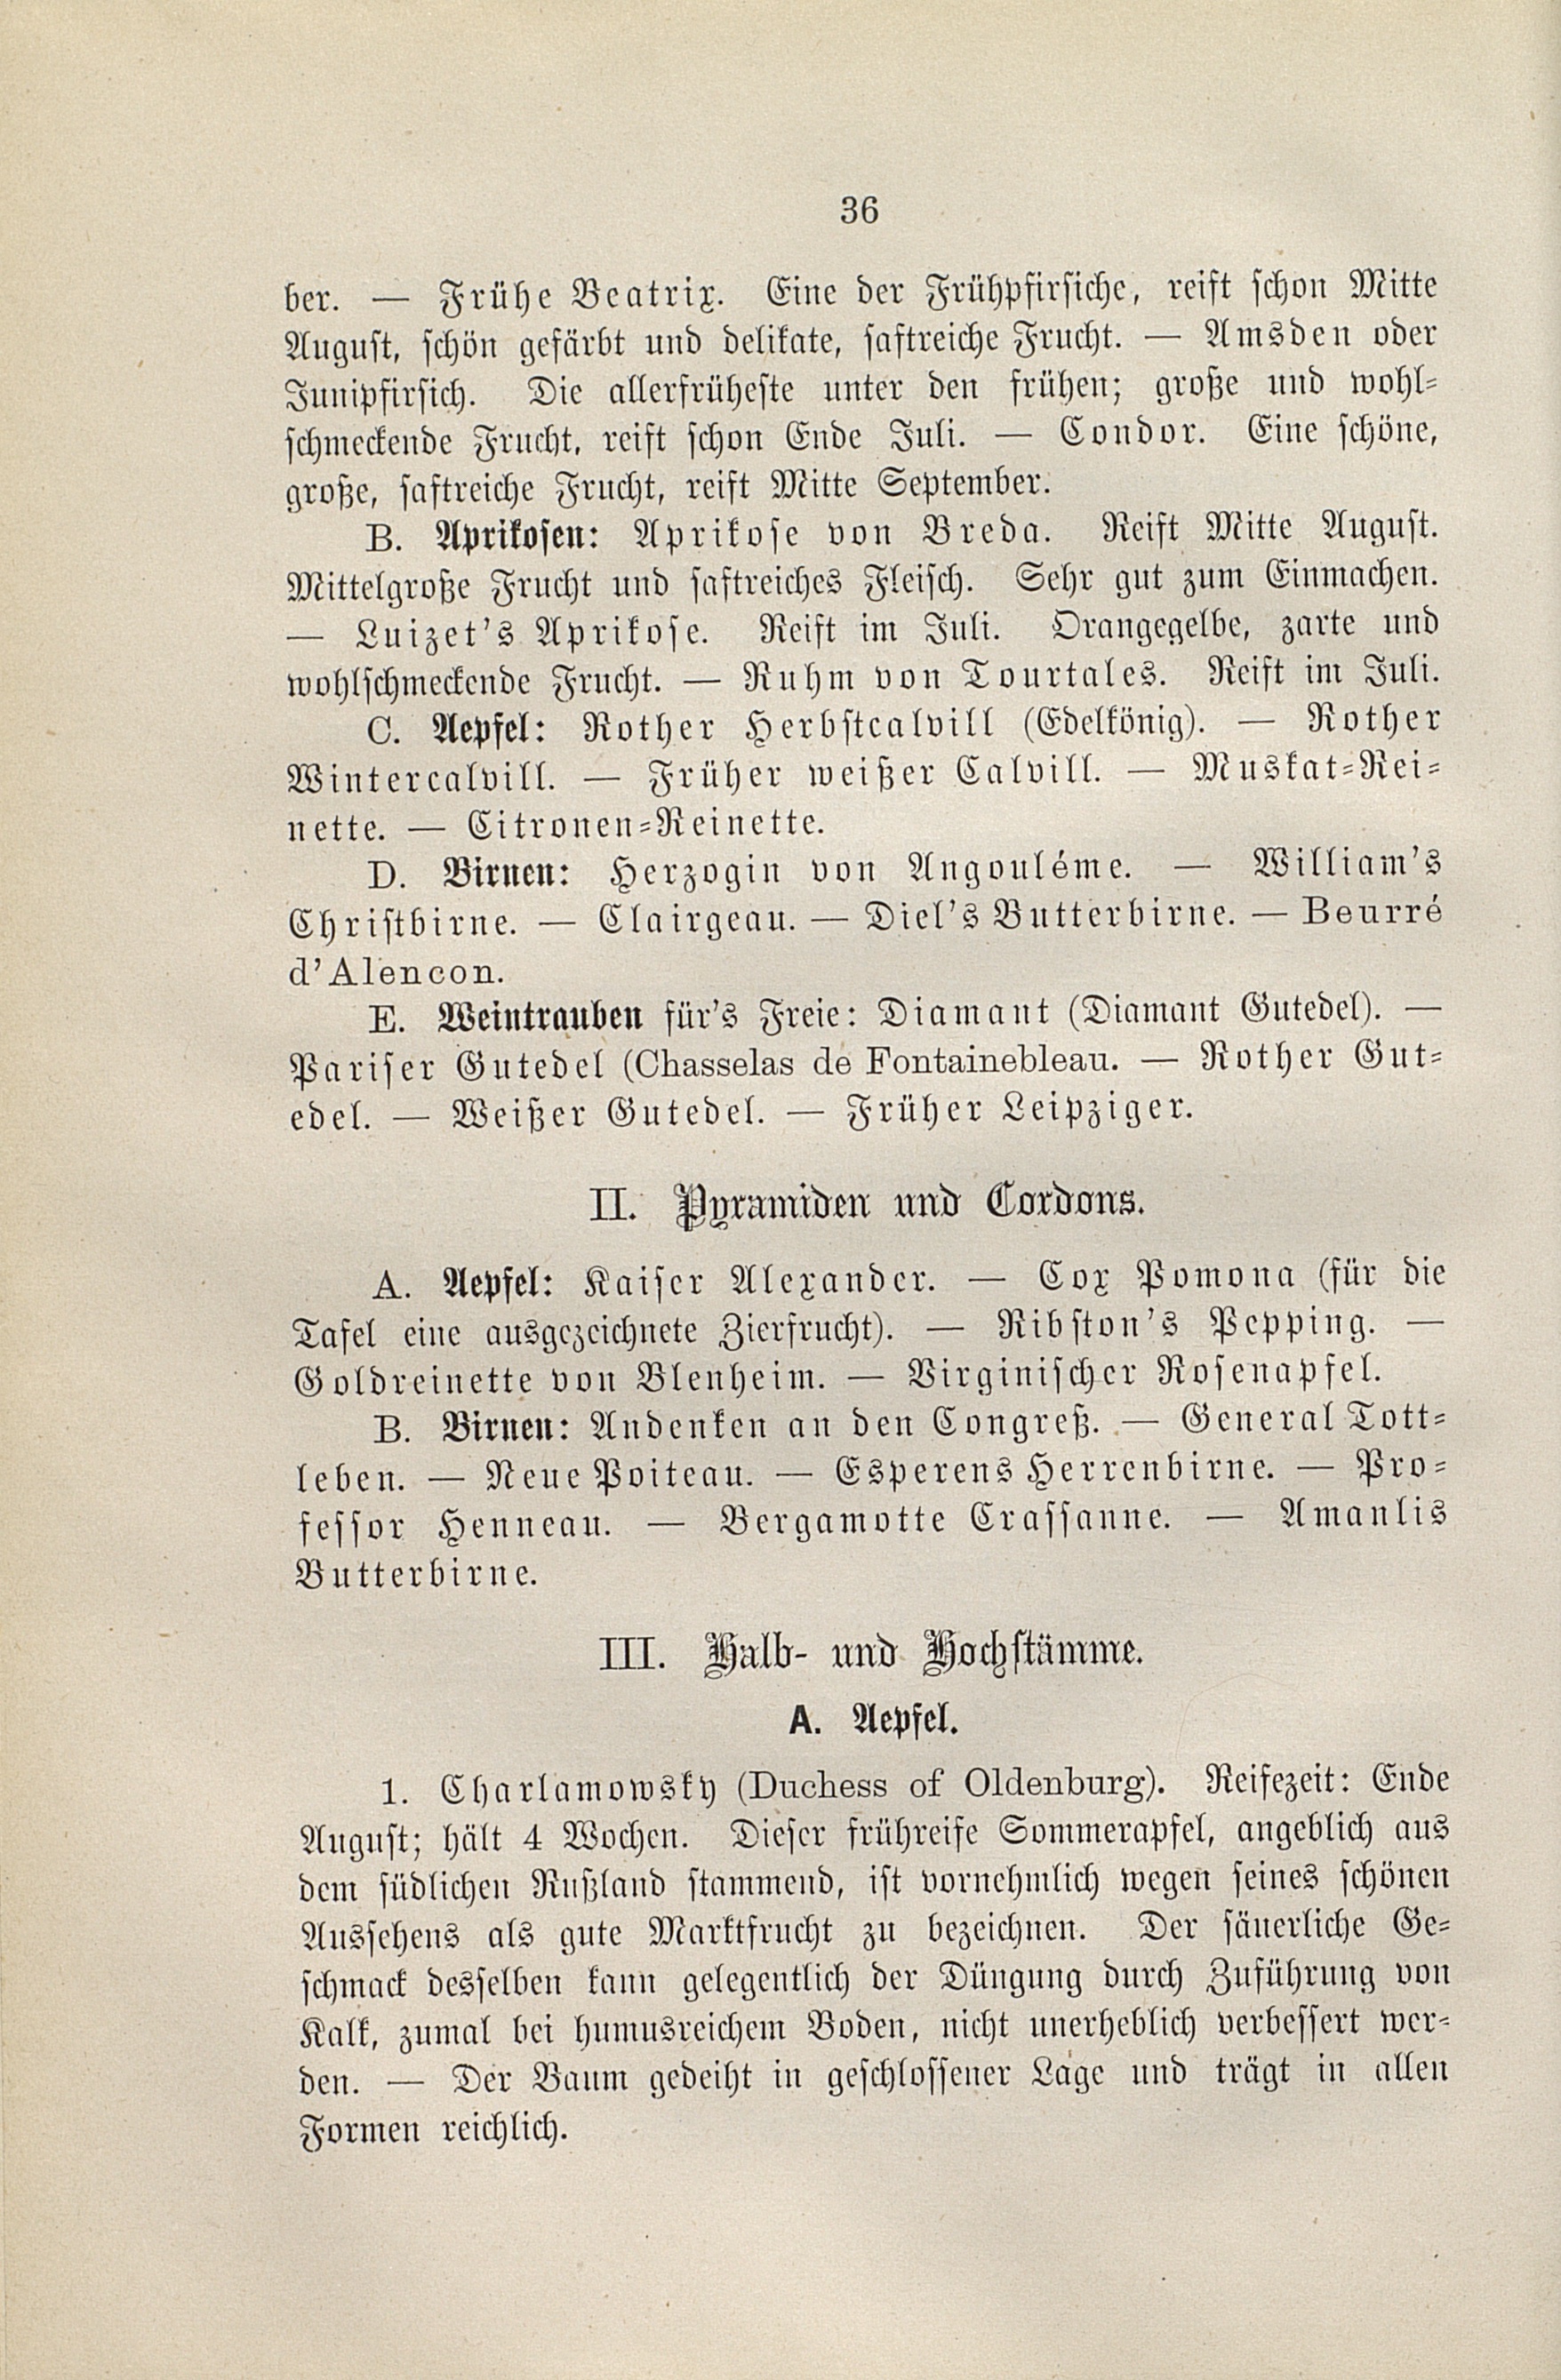 36
ber. — Frühe Beatrix. Eine der Frühpfirsiche, reift schon Mitte
August, schön gefärbt und delikate, saftreiche Frucht. — Amsden oder
Junipfirsich. Die allerfrüheste unter den frühen; große und wohl-
schmeckende Frucht, reift schon Ende Juli. — Condor. Eine schöne,
große, saftreiche Frucht, reift Mitte September.
B. Aprikosen: Aprikose von Breda. Reift Mitte August.
Mittelgroße Frucht und saftreiches Fleisch. Sehr gut zum Einmachen.
— Luizet's Aprikose. Reift im Juli. Orangegelbe, zarte und
wohlschmeckende Frucht. — Ruhm von Tourtales. Reift im Juli.
C. Aepfel: Rother Herbstcalvill (Edelkönig). — Rother
Wintercalvill. — Früher weißer Calvill. — Muskat-Rei-
nette. — Citronen-Reinette.
D. Birnen: Herzogin von Angouléme. — William's
Christbirne. — Clairgeau. — Diel's Butterbirne. — Beurré
d'Alencon.
E. Weintrauben für's Freie: Diamant (Diamant Gutedel). —
Pariser Gutedel (Chasselas de Fontainebleau. — Rother Gut-
edel. — Weißer Gutedel. — Früher Leipziger.
II. Pyramiden und Cordons.
A. Aepfel: Kaiser Alexander. — Cox Pomona (für die
Tafel eine ausgezeichnete Zierfrucht). — Ribston's Pepping. —
Goldreinette von Blenheim. — Virginischer Rosenapfel.
B. Birnen: Andenken an den Congreß. — General Tott-
leben. — Neue Poiteau. — Esperens Herrenbirne. — Pro-
fessor Henneau. — Bergamotte Crassanne. — Amanlis
Butterbirne.
III. Halb- und Hochstämme.
A. Aepfel.
1. Charlamowsky (Duchess of Oldenburg). Reifezeit: Ende
August; hält 4 Wochen. Dieser frühreife Sommerapfel, angeblich aus
dem südlichen Rußland stammend, ist vornehmlich wegen seines schönen
Aussehens als gute Marktfrucht zu bezeichnen. Der säuerliche Ge-
schmack desselben kann gelegentlich der Düngung durch Zuführung von
Kalk, zumal bei humusreichem Boden, nicht unerheblich verbessert wer-
den. — Der Baum gedeiht in geschlossener Lage und trägt in allen
Formen reichlich.